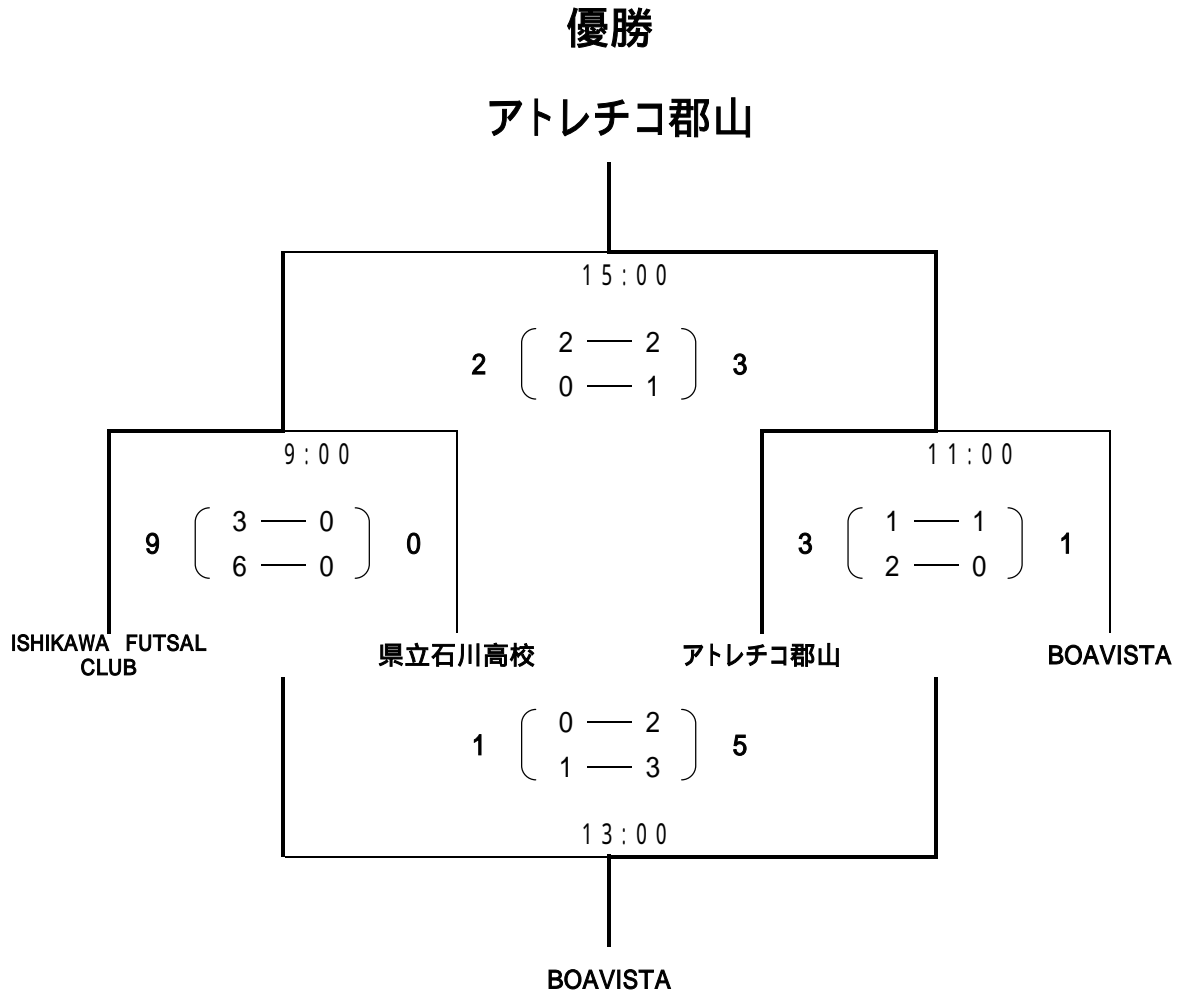 優勝
アトレチコ郡山
15:00
2 2 — 2 3
0 — 1
9:00 11:00
9 3 — 0 0
6 — 0
3 1 — 1 1
2 — 0
ISHIKAWA FUTSAL
CLUB
県立石川高校
アトレチコ郡山
BOAVISTA
1 0 — 2 5
1 — 3
13:00
BOAVISTA